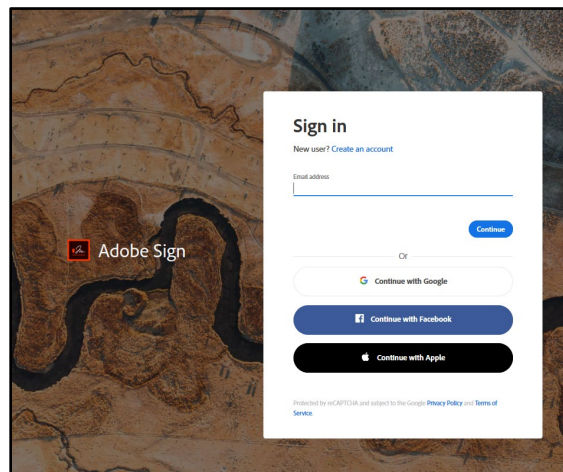 Sign in
New user? Create an account
Email address
Continue
Adobe Sign
Or
Continue with Google
Continue with Facebook
Continue with Apple
Protected by reCAPTCHA and subject to the Google Privacy Policy and Terms of
Service.